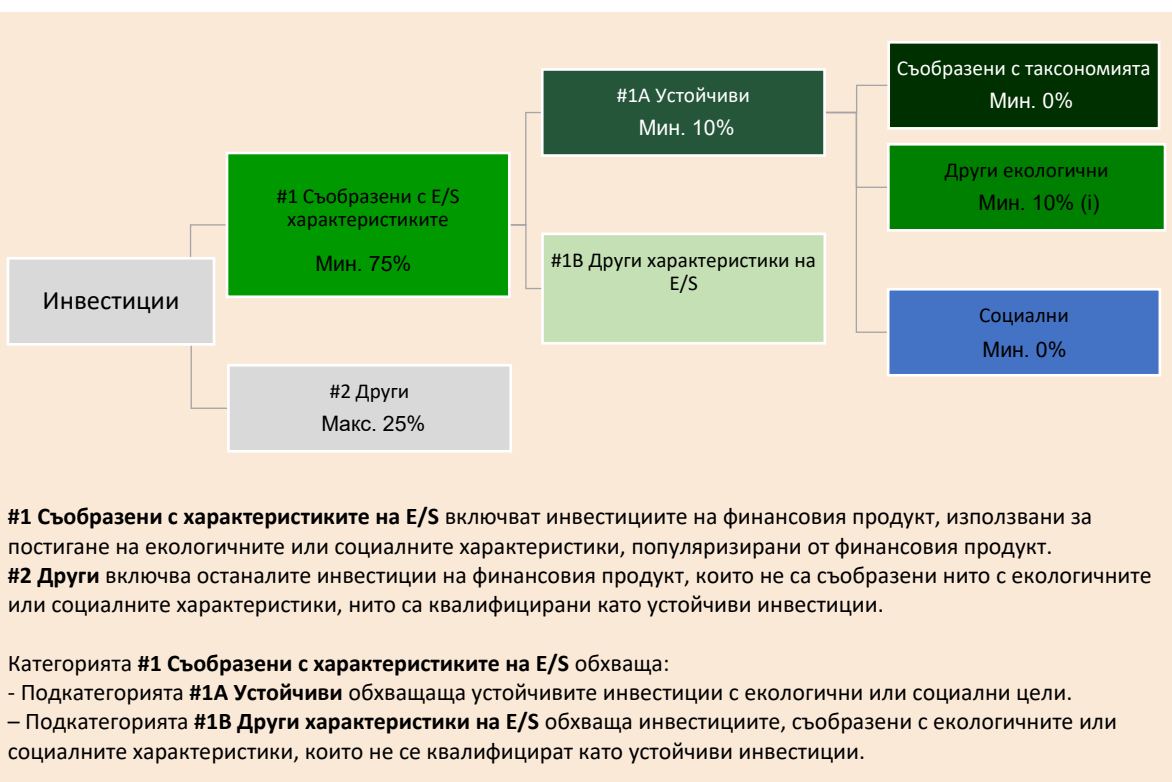 Съобразени с таксономията
Мин. 0%
#1А Устойчиви
Мин. 10%
Други екологични
Мин. 10% (i)
#1 Съобразени с E/S
характеристиките
Мин. 75%
#1В Други характеристики на
E/S
Инвестиции
Социални
Мин. 0%
#2 Други
Макс. 25%
#1 Съобразени с характеристиките на E/S включват инвестициите на финансовия продукт, използвани за
постигане на екологичните или социалните характеристики, популяризирани от финансовия продукт.
#2 Други включва останалите инвестиции на финансовия продукт, които не са съобразени нито с екологичните
или социалните характеристики, нито са квалифицирани като устойчиви инвестиции.
Категорията #1 Съобразени с характеристиките на E/S обхваща:
- Подкатегорията #1А Устойчиви обхващаща устойчивите инвестиции с екологични или социални цели.
– Подкатегорията #1В Други характеристики на E/S обхваща инвестициите, съобразени с екологичните или
социалните характеристики, които не се квалифицират като устойчиви инвестиции.